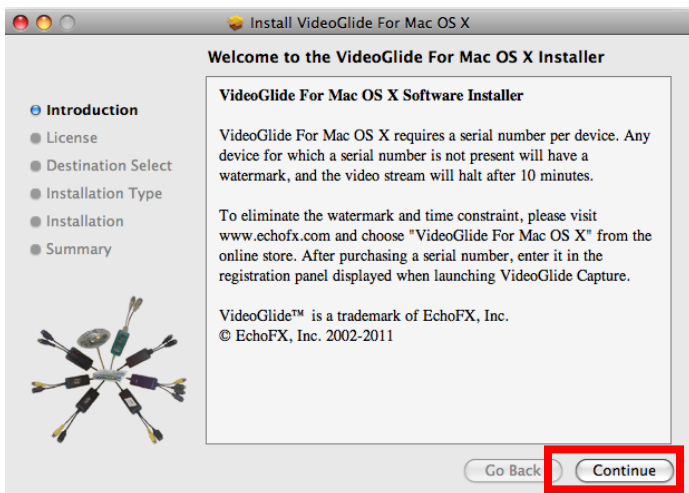 Install VideoGlide For Mac OS X
Welcome to the VideoGlide For Mac OS X Installer
Introduction
License
Destination Select
Installation Type
Installation
Summary
VideoGlide For Mac OS X Software Installer
VideoGlide For Mac OS X requires a serial number per device. Any
device for which a serial number is not present will have a
watermark, and the video stream will halt after 10 minutes.
To eliminate the watermark and time constraint, please visit
www.echofx.com and choose "VideoGlide For Mac OS X" from the
online store. After purchasing a serial number, enter it in the
registration panel displayed when launching VideoGlide Capture.
VideoGlide™ is a trademark of EchoFX, Inc.
© EchoFX, Inc. 2002-2011
Go Back
Continue